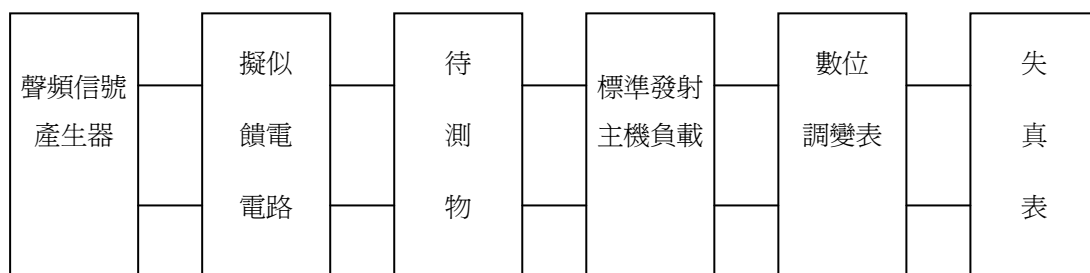 聲頻信號
產生器
擬似
饋電
電路
待
測
物
標準發射
主機負載
數位
調變表
失
真
表